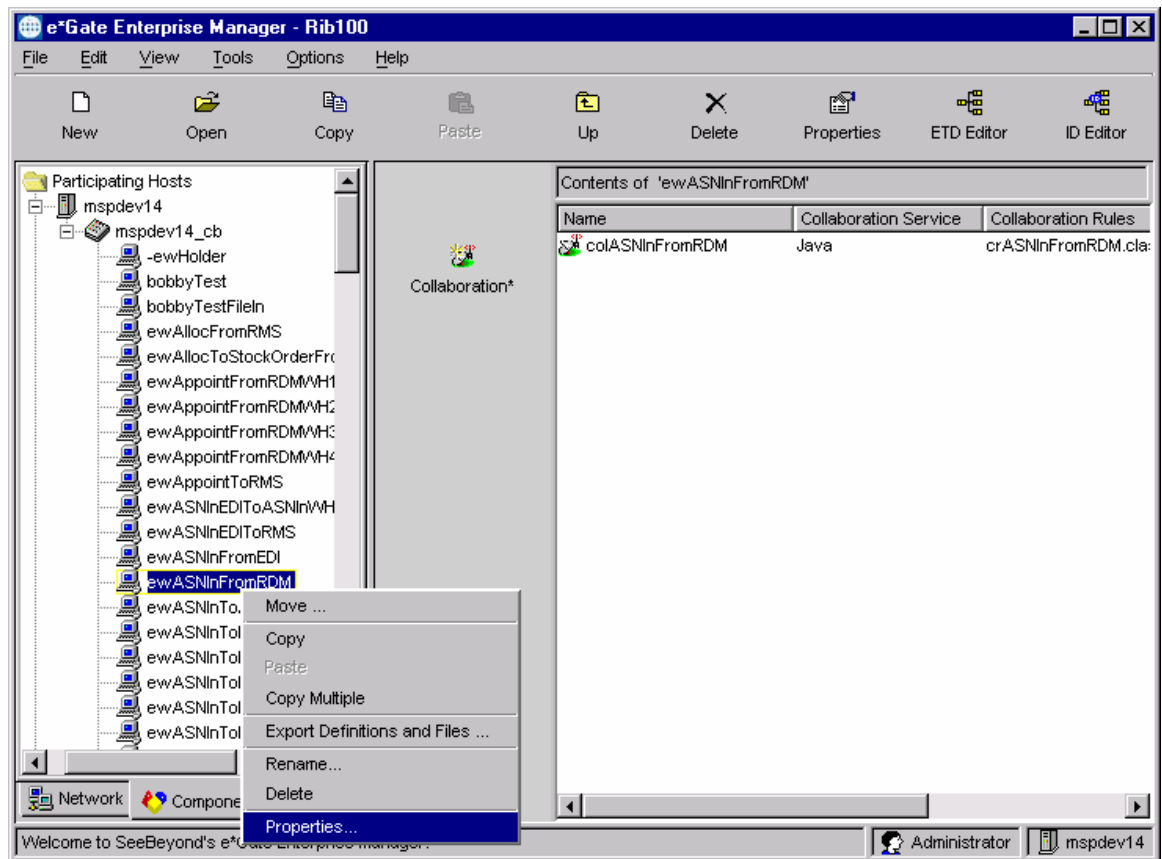 e*Gate Enterprise Manager - Rib100
File Edit View Tools Options Help
New Open Copy Paste Up Delete Properties ETD Editor ID Editor
Participating Hosts
mspdev14
mspdev14_cb
-ewHolder
bobbyTest
bobbyTestFileIn
ewAllocFromRMS
ewAllocToStockOrderFro
ewAppointFromRDMWH1
ewAppointFromRDMWH2
ewAppointFromRDMWH3
ewAppointFromRDMWH4
ewAppointToRMS
ewASNInEDIToASNInWH
ewASNInEDIToRMS
ewASNInFromEDI
ewASNInFromRDM
ewASNInTo
ewASNInTol
ewASNInTol
ewASNInTol
ewASNInTol
ewASNInTol
Network Compone
Collaboration*
Contents of 'ewASNInFromRDM'
Name Collaboration Service Collaboration Rules
colASNInFromRDM Java crASNInFromRDM.clas
Move ...
Copy
Paste
Copy Multiple
Export Definitions and Files ...
Rename...
Delete
Properties...
Welcome to SeeBeyond's e*Gate Enterprise manager!
Administrator mspdev14